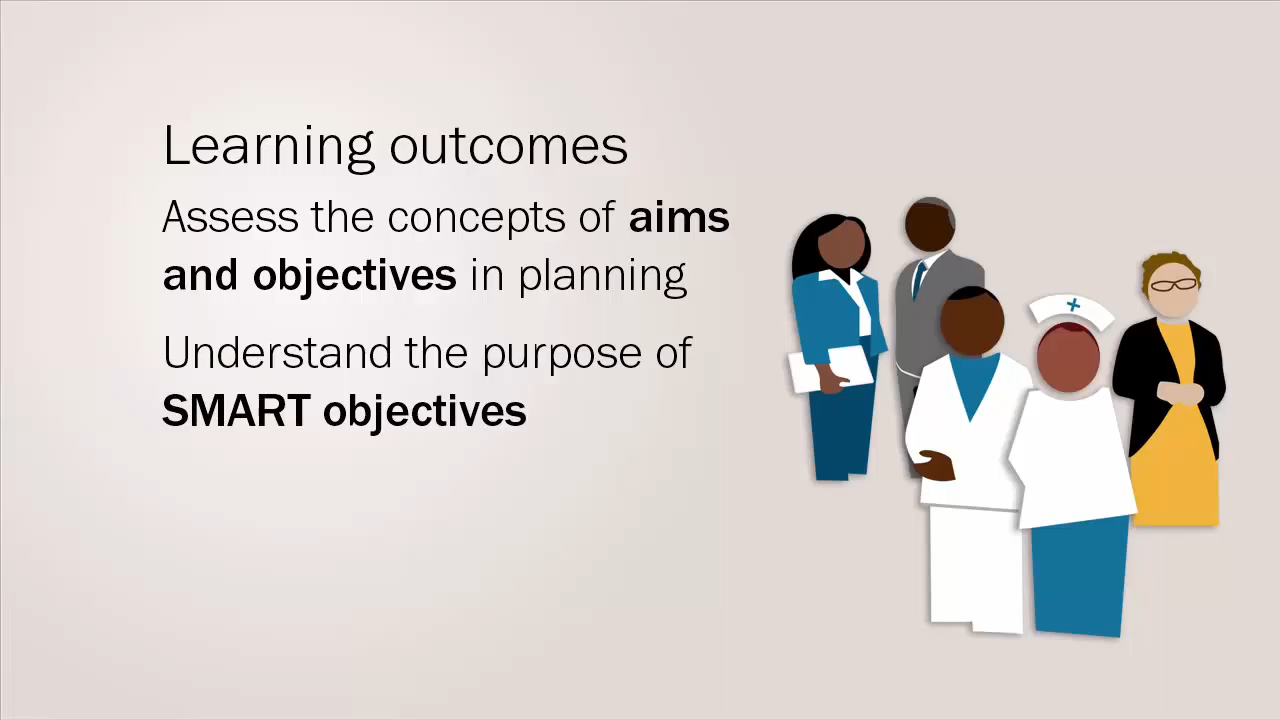 Learning outcomes
Assess the concepts of aims
and objectives in planning
Understand the purpose of
SMART objectives